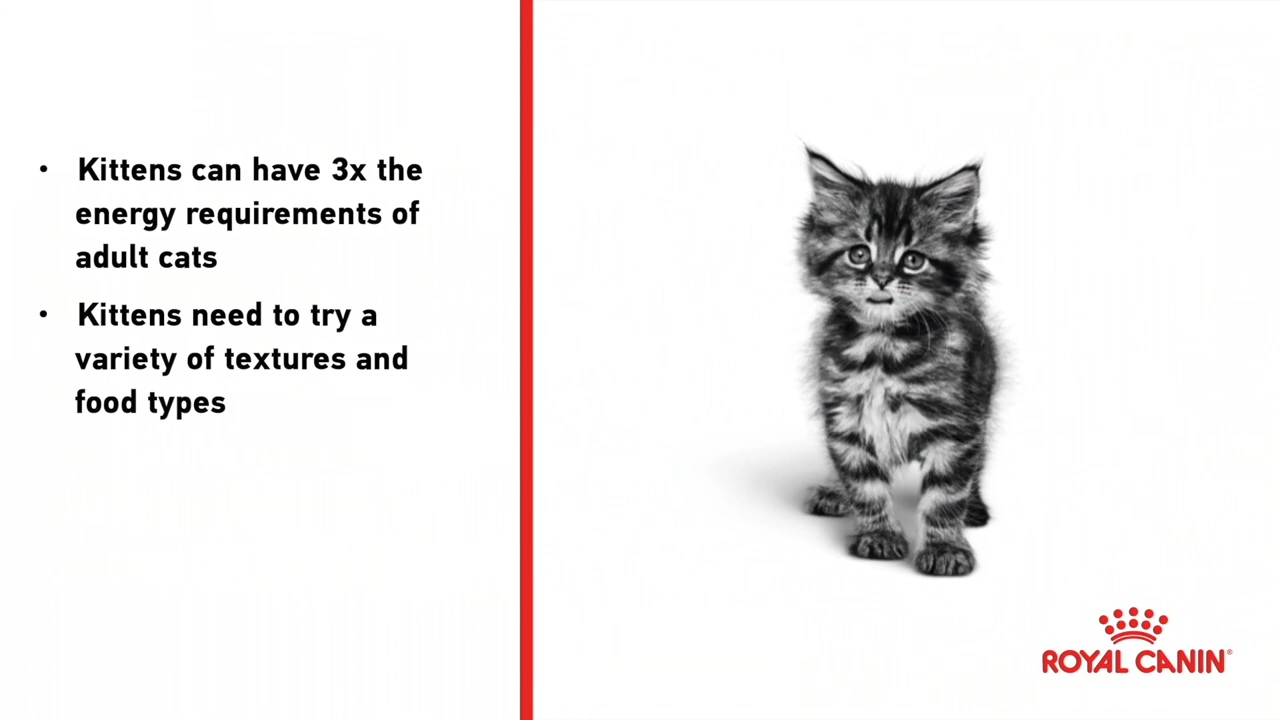 • Kittens can have 3x the
energy requirements of
adult cats
• Kittens need to try a
variety of textures and
food types
ROYAL CANIN®